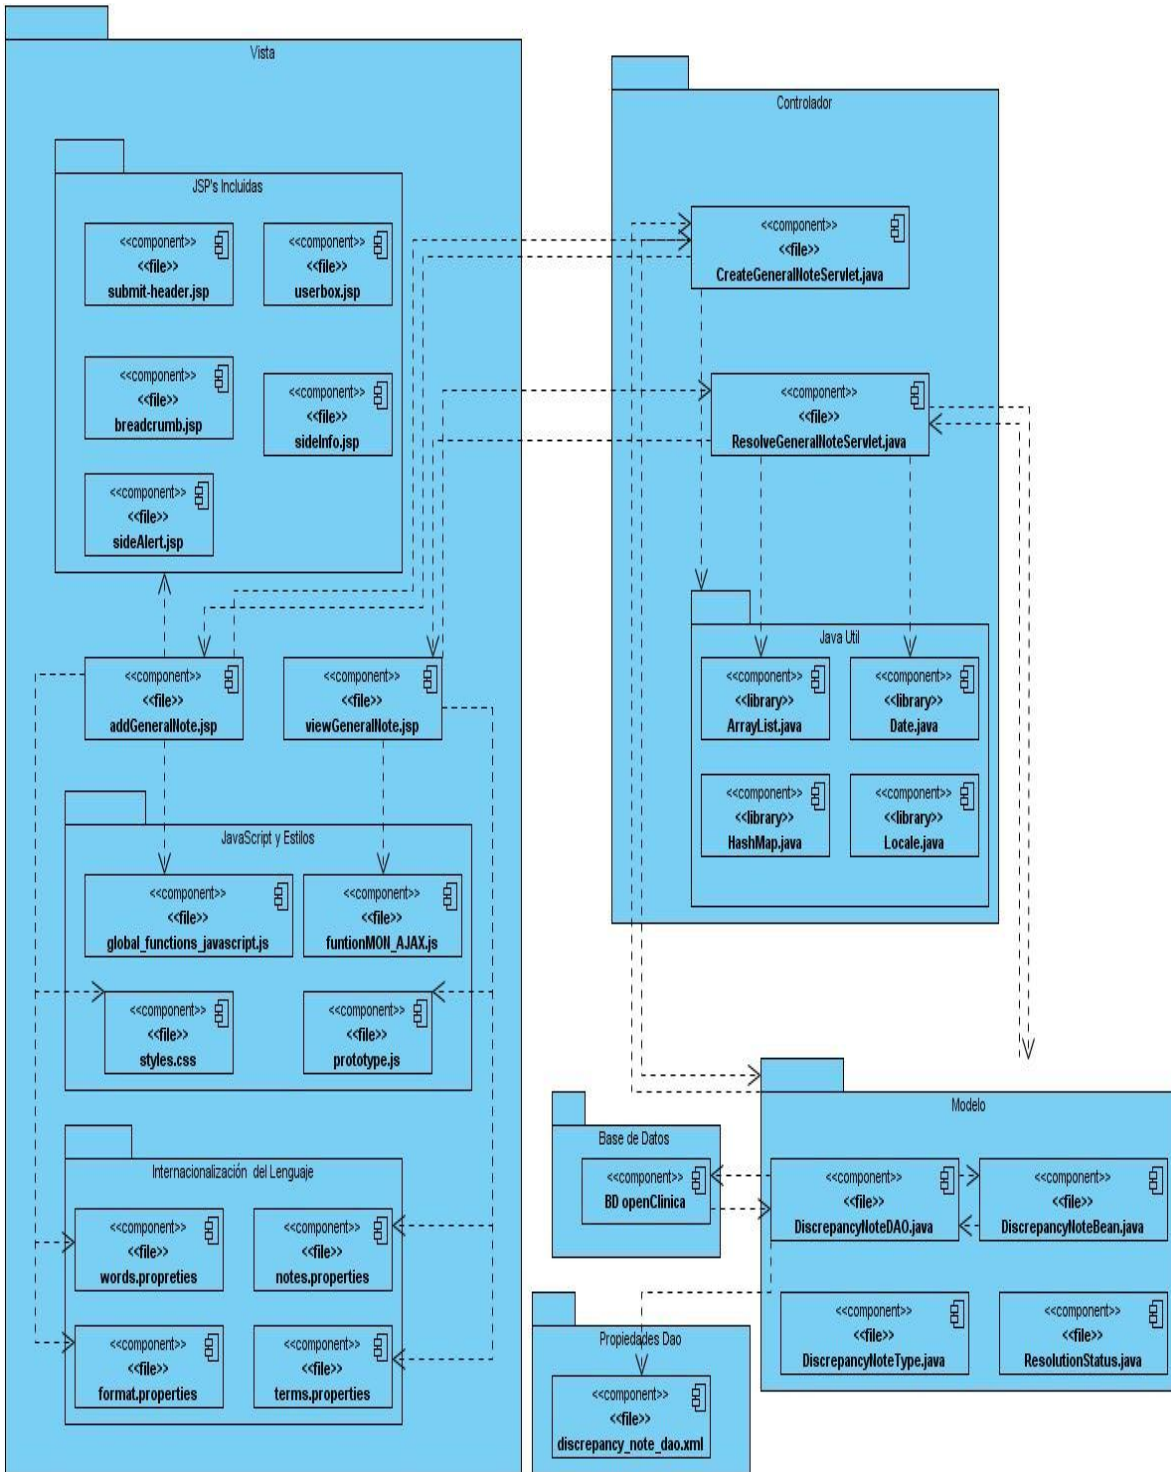 Vista
JSP's Incluidas
<<component>>
<<file>>
submit-header.jsp
<<component>>
<<file>>
userbox.jsp
<<component>>
<<file>>
breadcrumb.jsp
<<component>>
<<file>>
sideInfo.jsp
<<component>>
<<file>>
sideAlert.jsp
<<component>>
<<file>>
addGeneralNote.jsp
<<component>>
<<file>>
viewGeneralNote.jsp
JavaScript y Estilos
<<component>>
<<file>>
global_functions_javascript.js
<<component>>
<<file>>
funtionMON_AJAX.js
<<component>>
<<file>>
styles.css
<<component>>
<<file>>
prototype.js
Internacionalización del Lenguaje
<<component>>
<<file>>
words.propreties
<<component>>
<<file>>
notes.properties
<<component>>
<<file>>
format.properties
<<component>>
<<file>>
terms.properties
Controlador
<<component>>
<<file>>
CreateGeneralNoteServlet.java
<<component>>
<<file>>
ResolveGeneralNoteServlet.java
Java Util
<<component>>
<<library>>
ArrayList.java
<<component>>
<<library>>
Date.java
<<component>>
<<library>>
HashMap.java
<<component>>
<<library>>
Locale.java
Base de Datos
<<component>>
BD openClinica
Modelo
<<component>>
<<file>>
DiscrepancyNoteDAO.java
<<component>>
<<file>>
DiscrepancyNoteBean.java
<<component>>
<<file>>
DiscrepancyNoteType.java
<<component>>
<<file>>
ResolutionStatus.java
Propiedades Dao
<<component>>
<<file>>
discrepancy_note_dao.xml